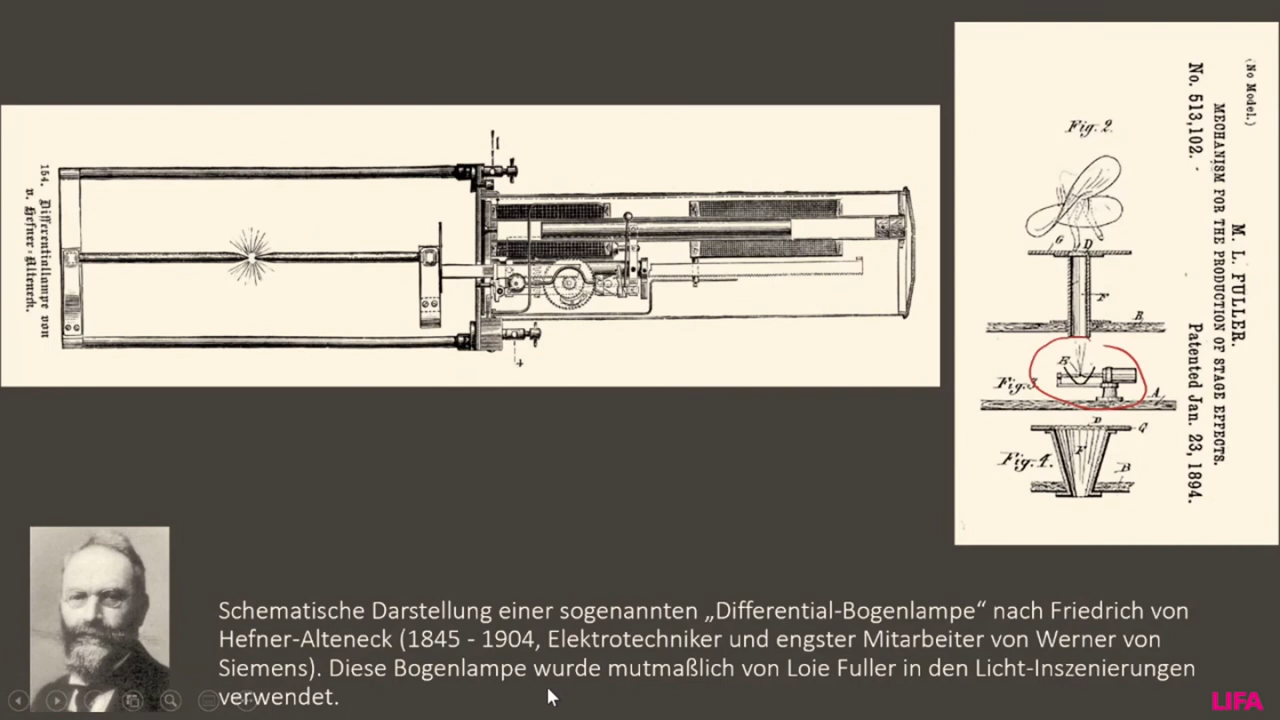 154. Differentiallampe von
v. Hefner-Alteneck.
1
4
(No Model.)
M. L. FULLER.
MECHANISM FOR THE PRODUCTION OF STAGE EFFECTS.
No. 513,102.
Patented Jan. 23, 1894.
Fig. 2.
G
D
F
B
E
Fig. 3.
A
D
G
Fig. 4.
F
B
Schematische Darstellung einer sogenannten „Differential-Bogenlampe“ nach Friedrich von
Hefner-Alteneck (1845 - 1904, Elektrotechniker und engster Mitarbeiter von Werner von
Siemens). Diese Bogenlampe wurde mutmaßlich von Loie Fuller in den Licht-Inszenierungen
verwendet.
LIFA